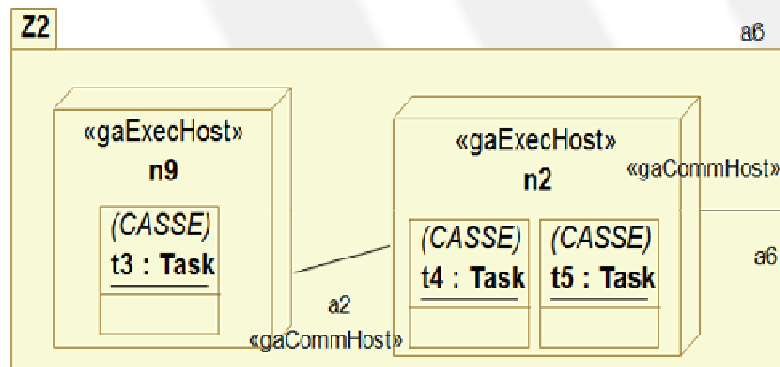 Z2
a6
«gaExecHost»
n9
(CASSE)
t3 : Task
«gaExecHost»
n2
(CASSE)
t4 : Task
(CASSE)
t5 : Task
«gaCommHost»
a6
a2
«gaCommHost»